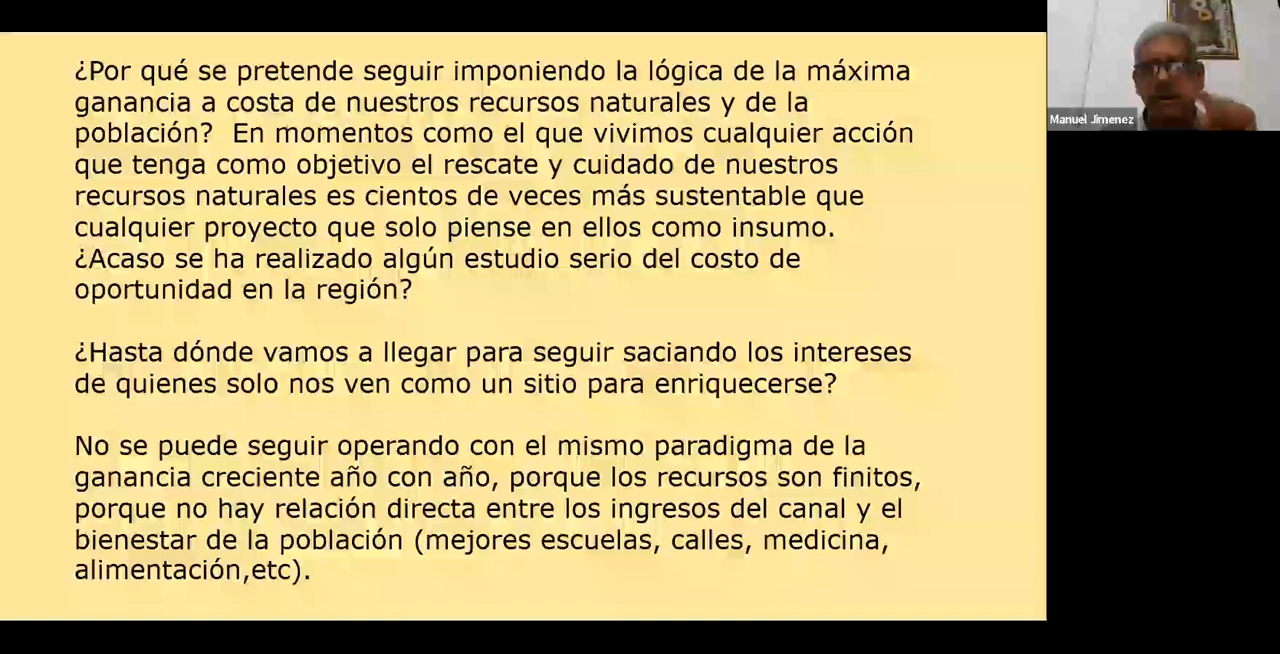 ¿Por qué se pretende seguir imponiendo la lógica de la máxima
ganancia a costa de nuestros recursos naturales y de la
población?  En momentos como el que vivimos cualquier acción
que tenga como objetivo el rescate y cuidado de nuestros
recursos naturales es cientos de veces más sustentable que
cualquier proyecto que solo piense en ellos como insumo.
¿Acaso se ha realizado algún estudio serio del costo de
oportunidad en la región?
¿Hasta dónde vamos a llegar para seguir saciando los intereses
de quienes solo nos ven como un sitio para enriquecerse?
No se puede seguir operando con el mismo paradigma de la
ganancia creciente año con año, porque los recursos son finitos,
porque no hay relación directa entre los ingresos del canal y el
bienestar de la población (mejores escuelas, calles, medicina,
alimentación,etc).
Manuel Jimenez